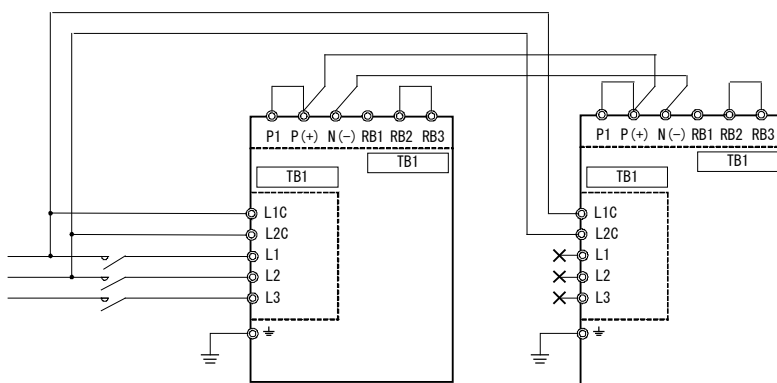 P1 P(+) N(-) RB1 RB2 RB3
TB1
TB1
L1C
L2C
L1
L2
L3
P1 P(+) N(-) RB1 RB2 RB3
TB1
TB1
L1C
L2C
L1
L2
L3